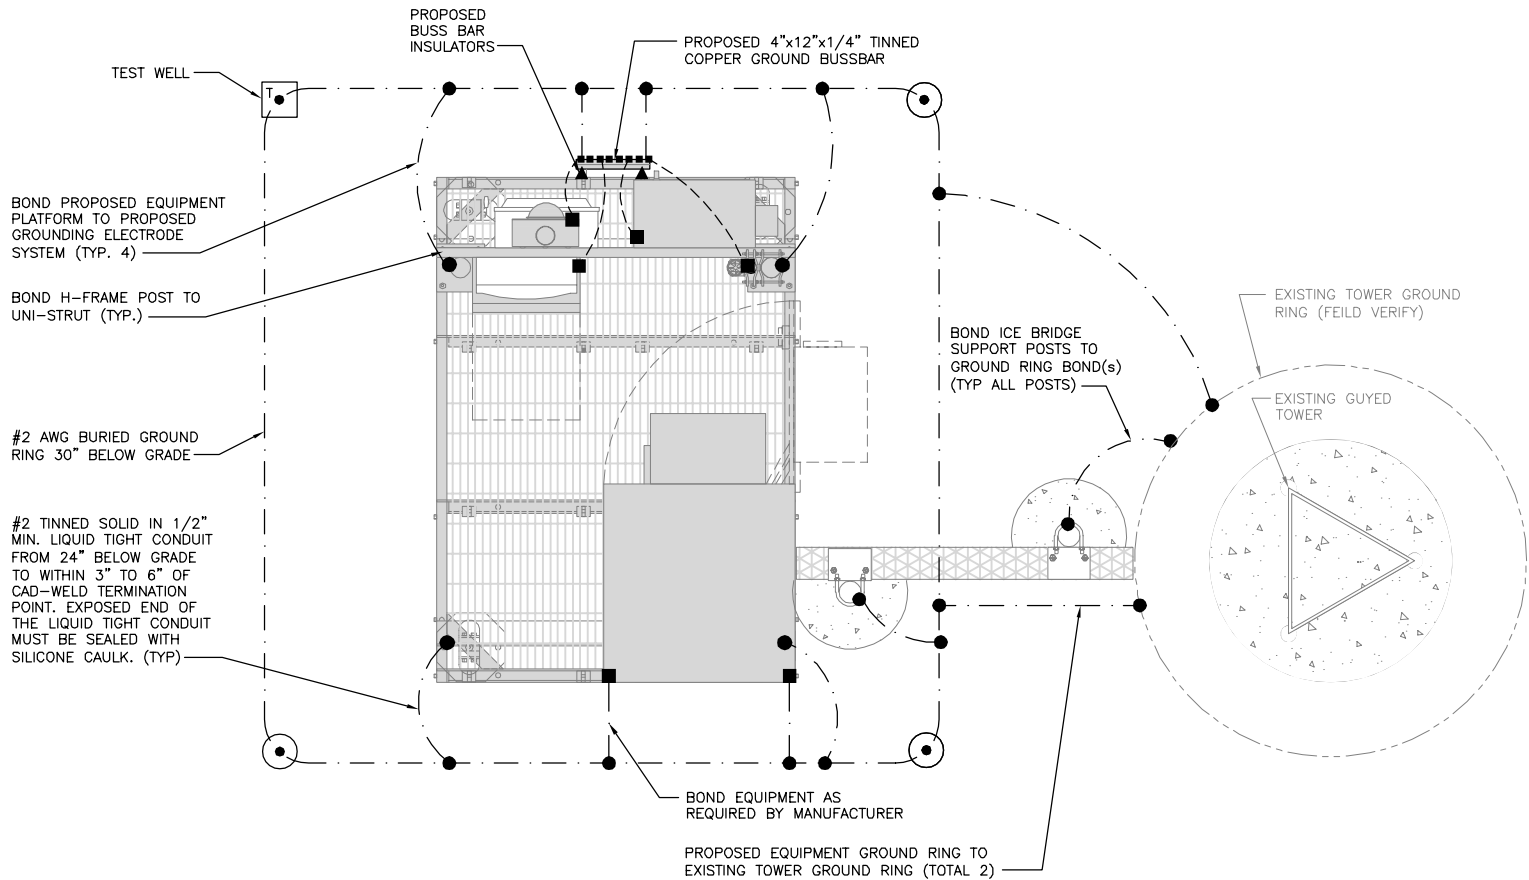 PROPOSED
BUSS BAR
INSULATORS
PROPOSED 4"x12"x1/4" TINNED
COPPER GROUND BUSSBAR
TEST WELL
T
BOND PROPOSED EQUIPMENT
PLATFORM TO PROPOSED
GROUNDING ELECTRODE
SYSTEM (TYP. 4)
BOND H-FRAME POST TO
UNI-STRUT (TYP.)
EXISTING TOWER GROUND
RING (FEILD VERIFY)
BOND ICE BRIDGE
SUPPORT POSTS TO
GROUND RING BOND(s)
(TYP ALL POSTS)
EXISTING GUYED
TOWER
#2 AWG BURIED GROUND
RING 30" BELOW GRADE
#2 TINNED SOLID IN 1/2"
MIN. LIQUID TIGHT CONDUIT
FROM 24" BELOW GRADE
TO WITHIN 3" TO 6" OF
CAD-WELD TERMINATION
POINT. EXPOSED END OF
THE LIQUID TIGHT CONDUIT
MUST BE SEALED WITH
SILICONE CAULK. (TYP)
BOND EQUIPMENT AS
REQUIRED BY MANUFACTURER
PROPOSED EQUIPMENT GROUND RING TO
EXISTING TOWER GROUND RING (TOTAL 2)